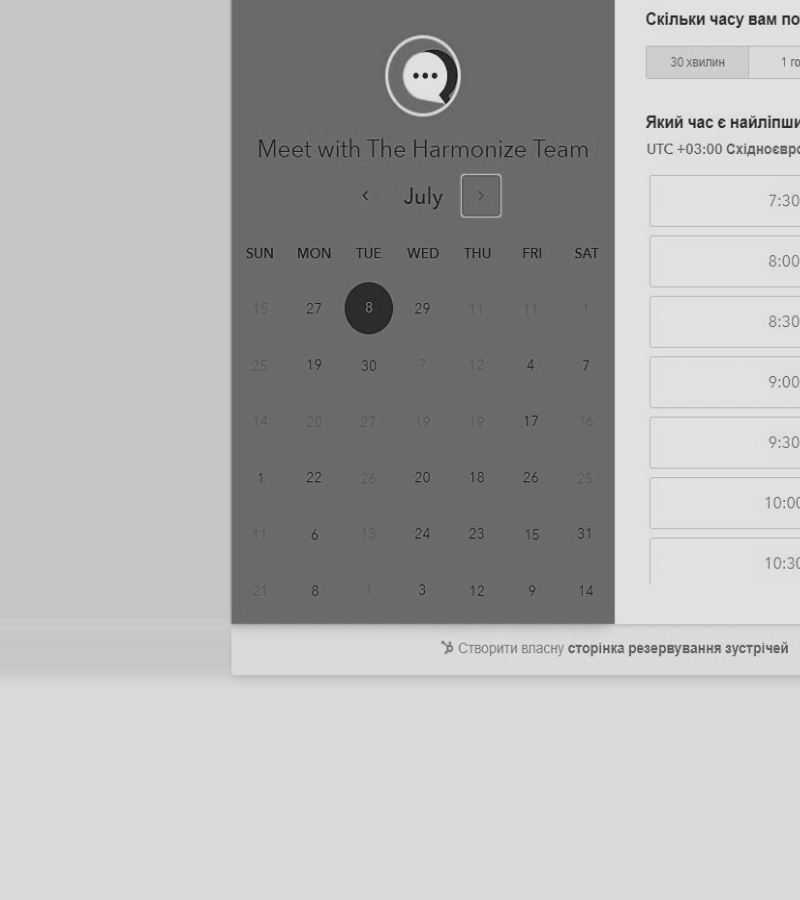 Meet with The Harmonize Team
July
SUN MON TUE WED THU FRI SAT
15 27 8 29 11 11 1
25 19 30 7 12 4 7
14 20 27 19 19 17 16
1 22 26 20 18 26 25
11 6 13 24 23 15 31
21 8 1 3 12 9 14
Скільки часу вам по
30 хвилин 1 го
Який час є найліпши
UTC +03:00 Східноєвро
7:30
8:00
8:30
9:00
9:30
10:00
10:30
Створити власну сторінка резервування зустрічей